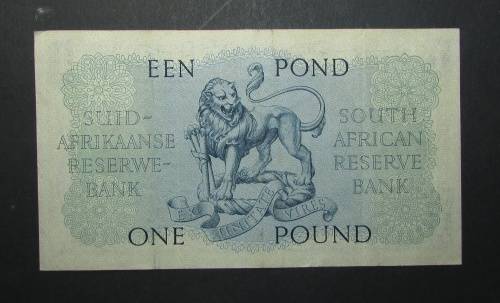 EEN POND
SUID-
AFRIKAANSE
RESERWE-
BANK
SOUTH
AFRICAN
RESERVE
BANK
EX UNITATE VIRES
ONE POUND